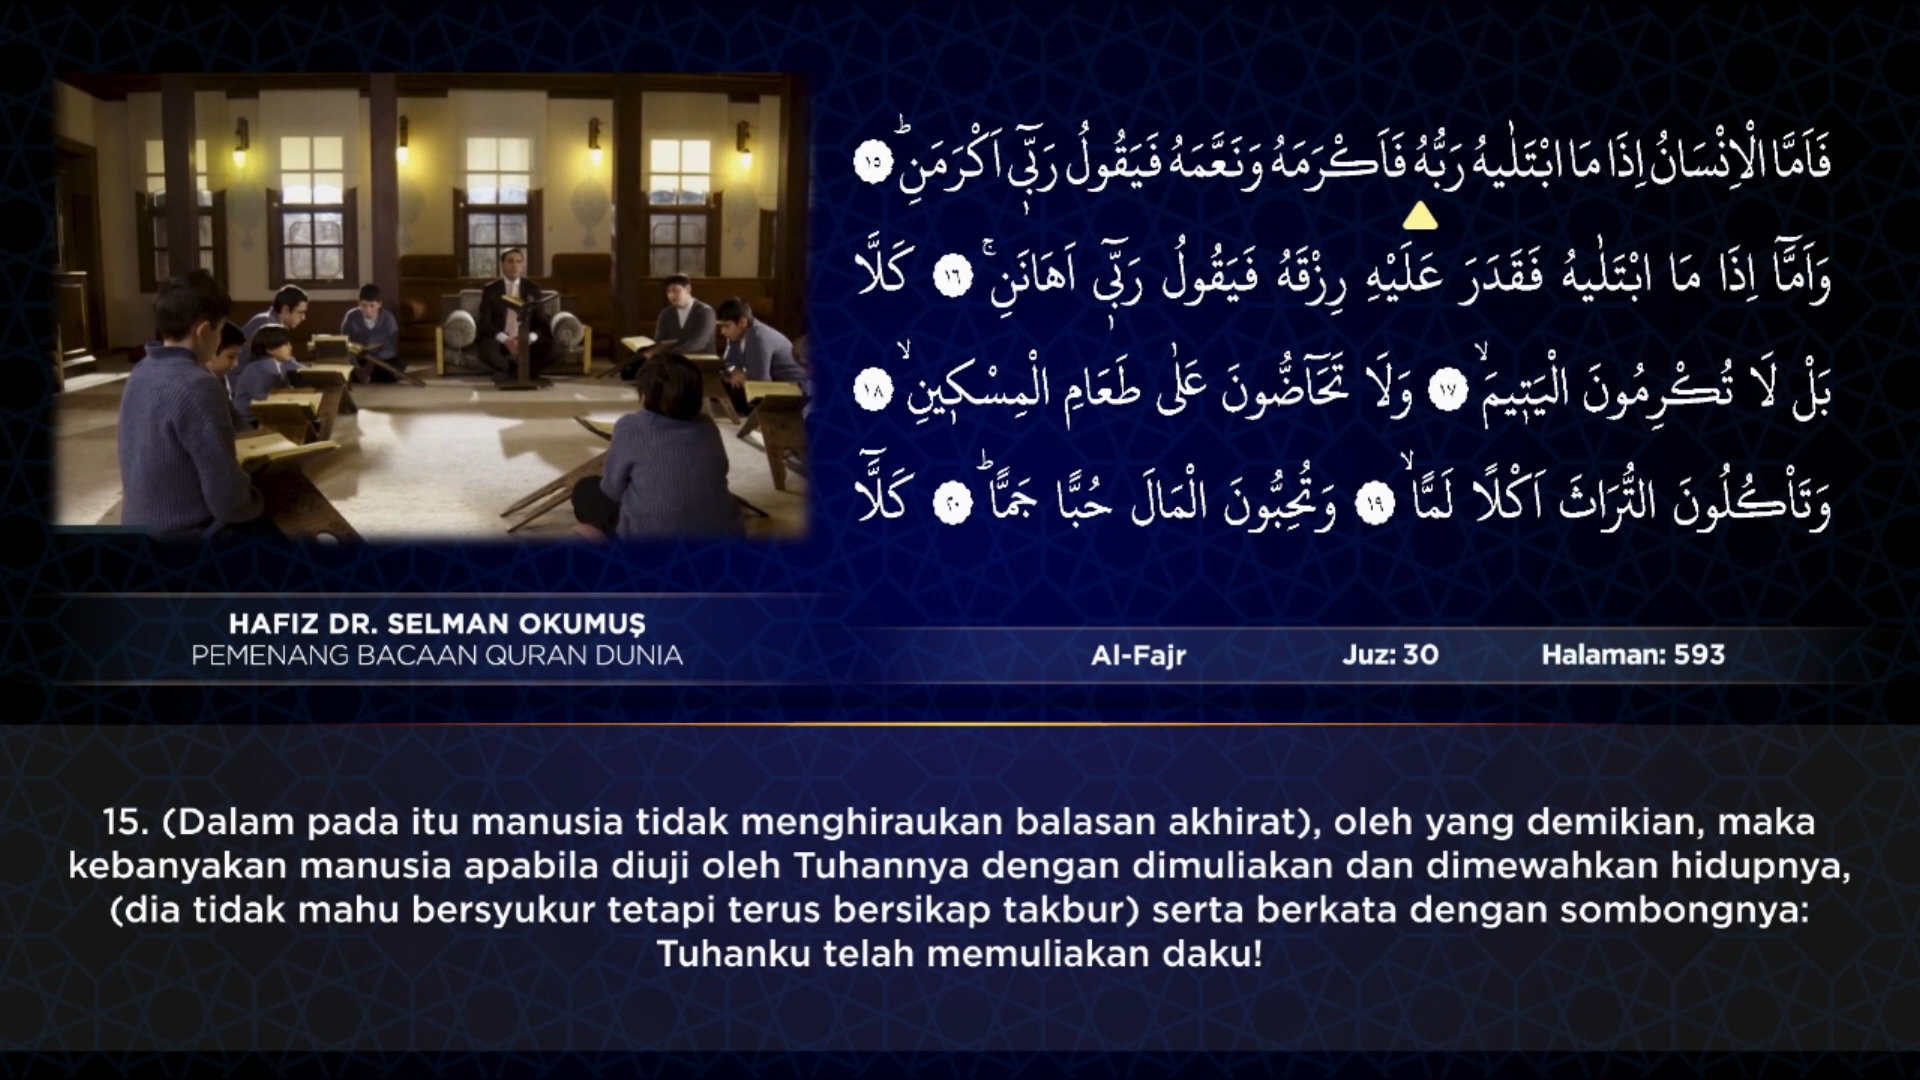 فَاَمَّا الْاِنْسَانُ اِذَا مَا ابْتَلٰيهُ رَبُّهُ فَاَكْرَمَهُ وَنَعَّمَهُ فَيَقُولُ رَبّٖٓي اَكْرَمَنِۜ ١٥
وَاَمَّٓا اِذَا مَا ابْتَلٰيهُ فَقَدَرَ عَلَيْهِ رِزْقَهُ فَيَقُولُ رَبّٖٓي اَهَانَنِۚ ١٦ كَلَّا
بَلْ لَا تُكْرِمُونَ الْيَتٖيمَۙ ١٧ وَلَا تَحَٓاضُّونَ عَلٰى طَعَامِ الْمِسْكٖينِۙ ١٨
وَتَأْكُلُونَ التُّرَاثَ اَكْلًا لَمًّاۙ ١٩ وَتُحِبُّونَ الْمَالَ حُبًّا جَمًّاۜ ٢٠ كَلَّٓا
HAFIZ DR. SELMAN OKUMUŞ
PEMENANG BACAAN QURAN DUNIA
Al-Fajr Juz: 30 Halaman: 593
15. (Dalam pada itu manusia tidak menghiraukan balasan akhirat), oleh yang demikian, maka
kebanyakan manusia apabila diuji oleh Tuhannya dengan dimuliakan dan dimewahkan hidupnya,
(dia tidak mahu bersyukur tetapi terus bersikap takbur) serta berkata dengan sombongnya:
Tuhanku telah memuliakan daku!